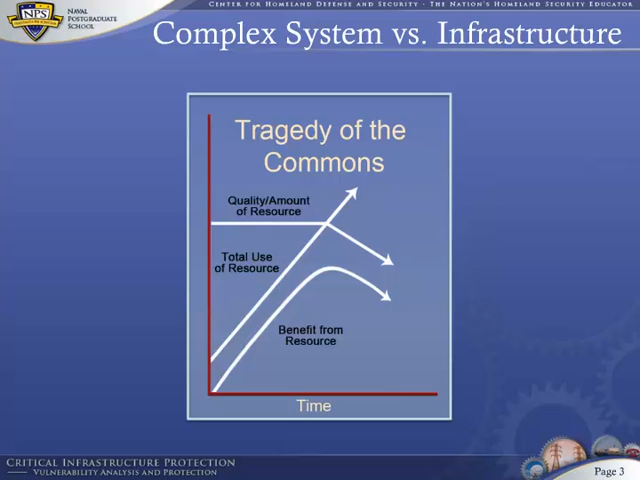 Center for Homeland Defense and Security · The Nation's Homeland Security Educator
NPS
Naval
Postgraduate
School
Complex System vs. Infrastructure
Tragedy of the
Commons
Quality/Amount
of Resource
Total Use
of Resource
Benefit from
Resource
Time
Critical Infrastructure Protection
Vulnerability Analysis and Protection
Page 3